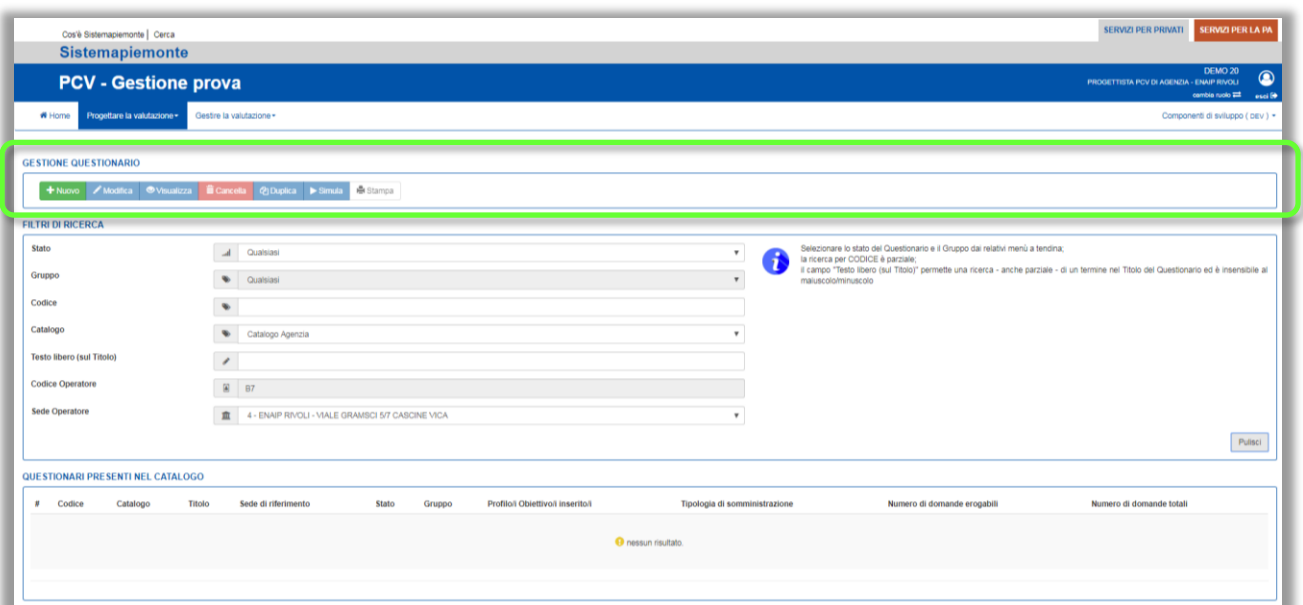 Cos'è Sistemapiemonte | Cerca
SERVIZI PER PRIVATI SERVIZI PER LA PA
Sistemapiemonte
PCV - Gestione prova
DEMO 20
PROGETTISTA PCV DI AGENZIA - ENAIP RIVOLI
cambia ruolo esci
Home Progettare la valutazione Gestire la valutazione Componenti di sviluppo ( DEV )
GESTIONE QUESTIONARIO
Nuovo Modifica Visualizza Cancella Duplica Simula Stampa
FILTRI DI RICERCA
Stato Qualsiasi
Gruppo Qualsiasi
Codice
Catalogo Catalogo Agenzia
Testo libero (sul Titolo)
Codice Operatore B7
Sede Operatore 4 - ENAIP RIVOLI - VIALE GRAMSCI 5/7 CASCINE VICA
Selezionare lo stato del Questionario e il Gruppo dai relativi menù a tendina;
la ricerca per CODICE è parziale;
il campo "Testo libero (sul Titolo)" permette una ricerca - anche parziale - di un termine nel Titolo del Questionario ed è insensibile al
maiuscolo/minuscolo
Pulisci
QUESTIONARI PRESENTI NEL CATALOGO
# Codice Catalogo Titolo Sede di riferimento Stato Gruppo Profilo/i Obiettivo/i inserito/i Tipologia di somministrazione Numero di domande erogabili Numero di domande totali
nessun risultato.